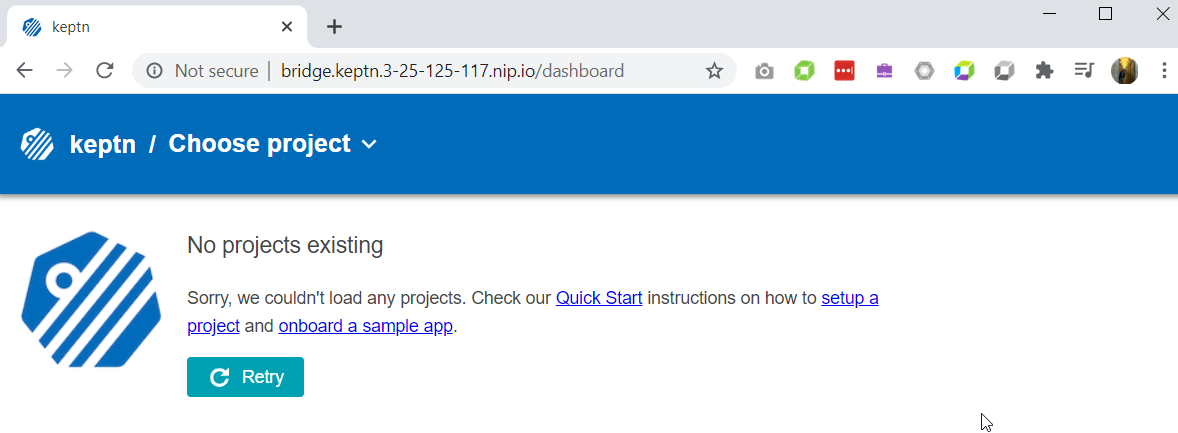 keptn
Not secure | bridge.keptn.3-25-125-117.nip.io/dashboard
keptn / Choose project
No projects existing
Sorry, we couldn't load any projects. Check our Quick Start instructions on how to setup a
project and onboard a sample app.
Retry